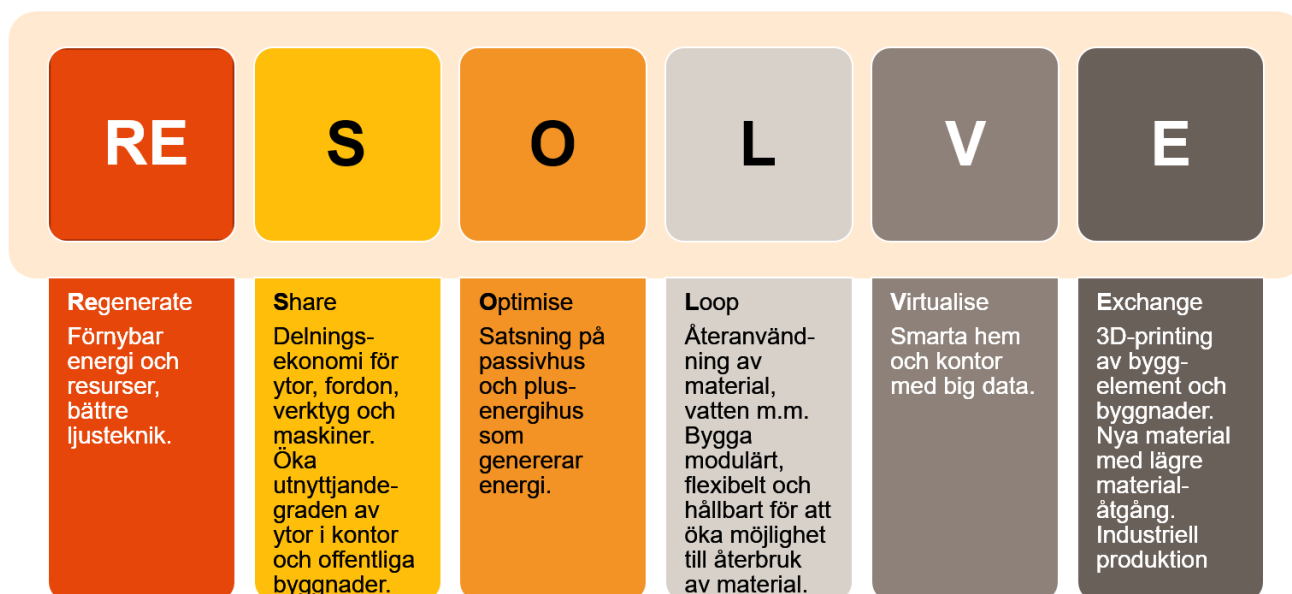 RE
S
O
L
V
E
Regenerate
Förnybar
energi och
resurser,
bättre
ljusteknik.
Share
Delnings-
ekonomi för
ytor, fordon,
verktyg och
maskiner.
Öka
utnyttjande-
graden av
ytor i kontor
och offentliga
byggnader.
Optimise
Satsning på
passivhus
och plus-
energihus
som
genererar
energi.
Loop
Återanvänd-
ning av
material,
vatten m.m.
Bygga
modulärt,
flexibelt och
hållbart för att
öka möjlighet
till återbruk
av material.
Virtualise
Smarta hem
och kontor
med big data.
Exchange
3D-printing
av bygg-
element och
byggnader.
Nya material
med lägre
material-
åtgång.
Industriell
produktion